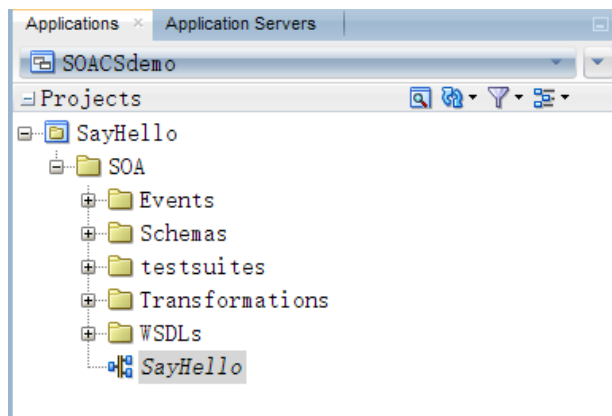 Applications Application Servers
SOACSdemo
Projects
SayHello
SOA
Events
Schemas
testsuites
Transformations
WSDLs
SayHello